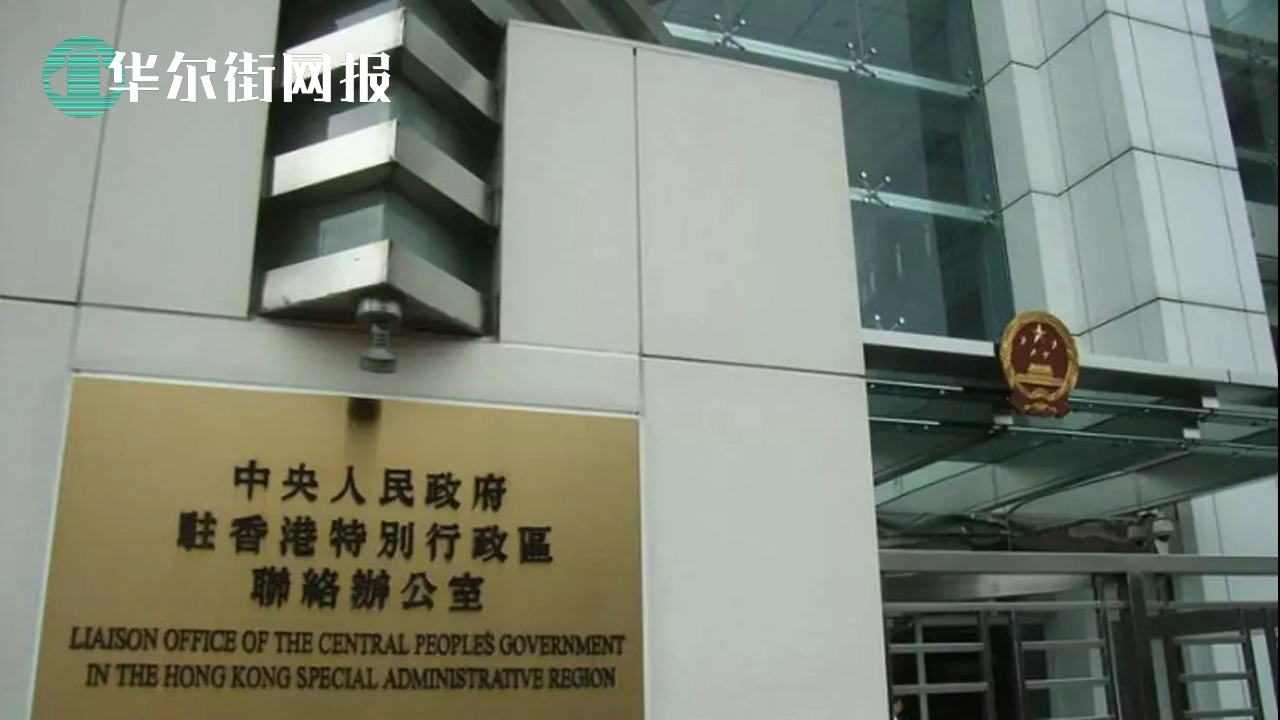 华尔街网报
中央人民政府
駐香港特別行政區
聯絡辦公室
LIAISON OFFICE OF THE CENTRAL PEOPLE'S GOVERNMENT
IN THE HONG KONG SPECIAL ADMINISTRATIVE REGION